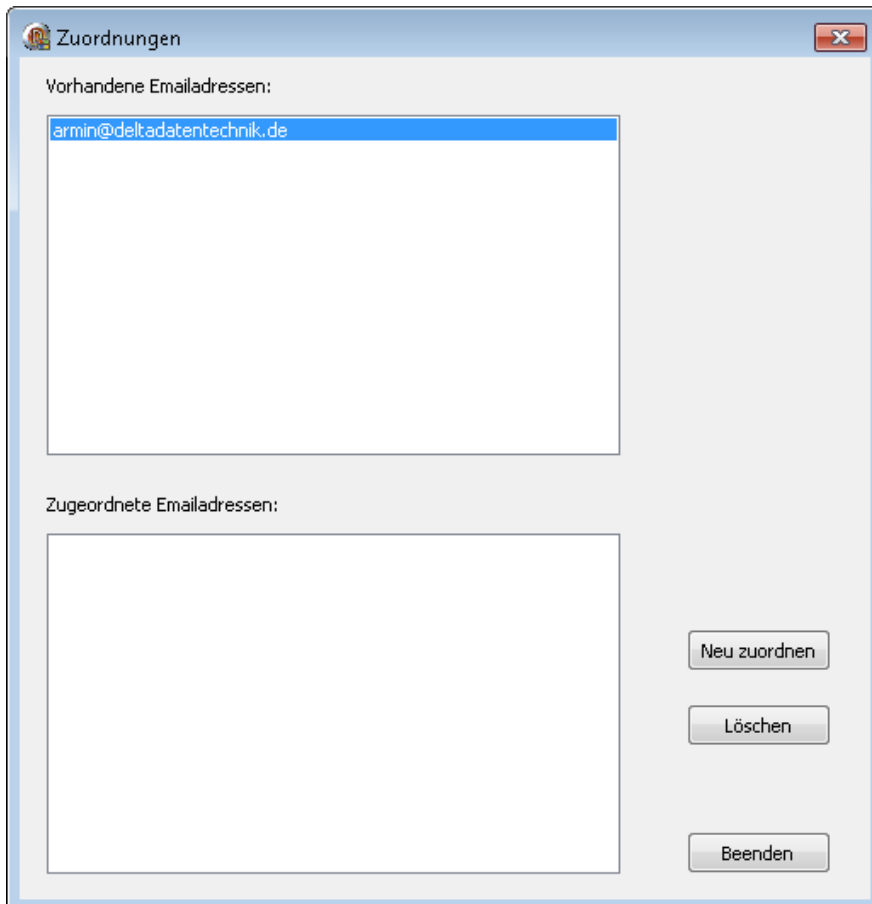 Zuordnungen
Vorhandene Emailadressen:
armin@deltadatentechnik.de
Zugeordnete Emailadressen:
Neu zuordnen
Löschen
Beenden